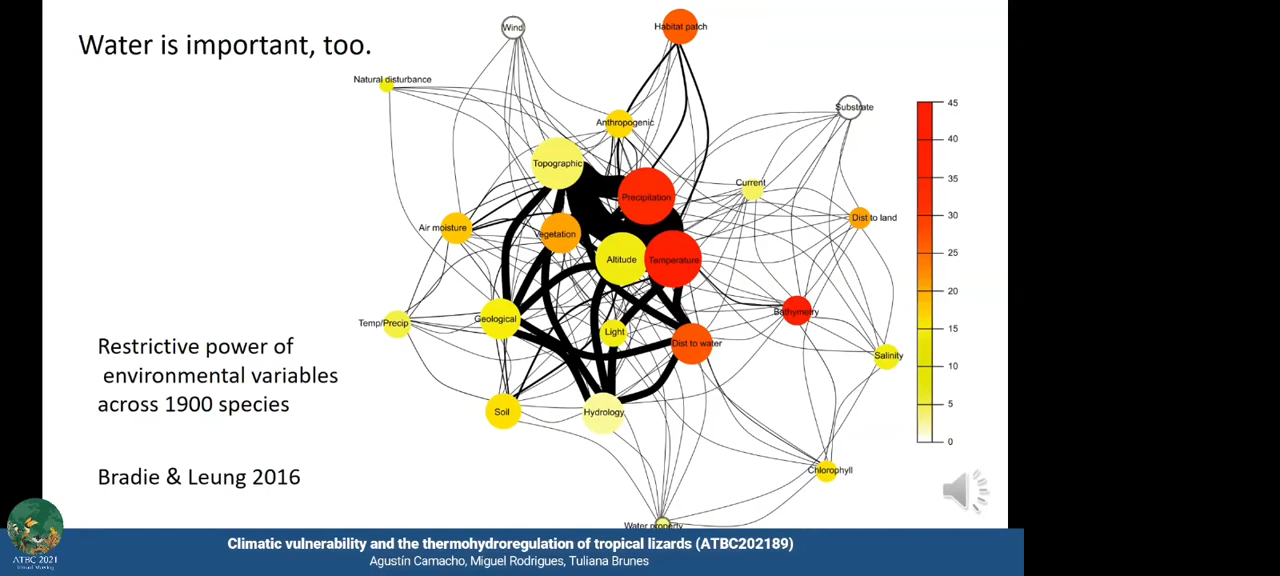 Water is important, too.
Wind
Habitat patch
Natural disturbance
Substrate
Anthropogenic
Topographic
Precipitation
Current
Air moisture
Vegetation
Dist to land
Altitude
Temperature
Temp/Precip
Geological
Light
Dist to water
Bathymetry
Salinity
Soil
Hydrology
Chlorophyll
Water property
45
40
35
30
25
20
15
10
5
0
Restrictive power of
environmental variables
across 1900 species
Bradie & Leung 2016
ATBC 2021
Climatic vulnerability and the thermohydroregulation of tropical lizards (ATBC202189)
Agustín Camacho, Miguel Rodrigues, Tuliana Brunes